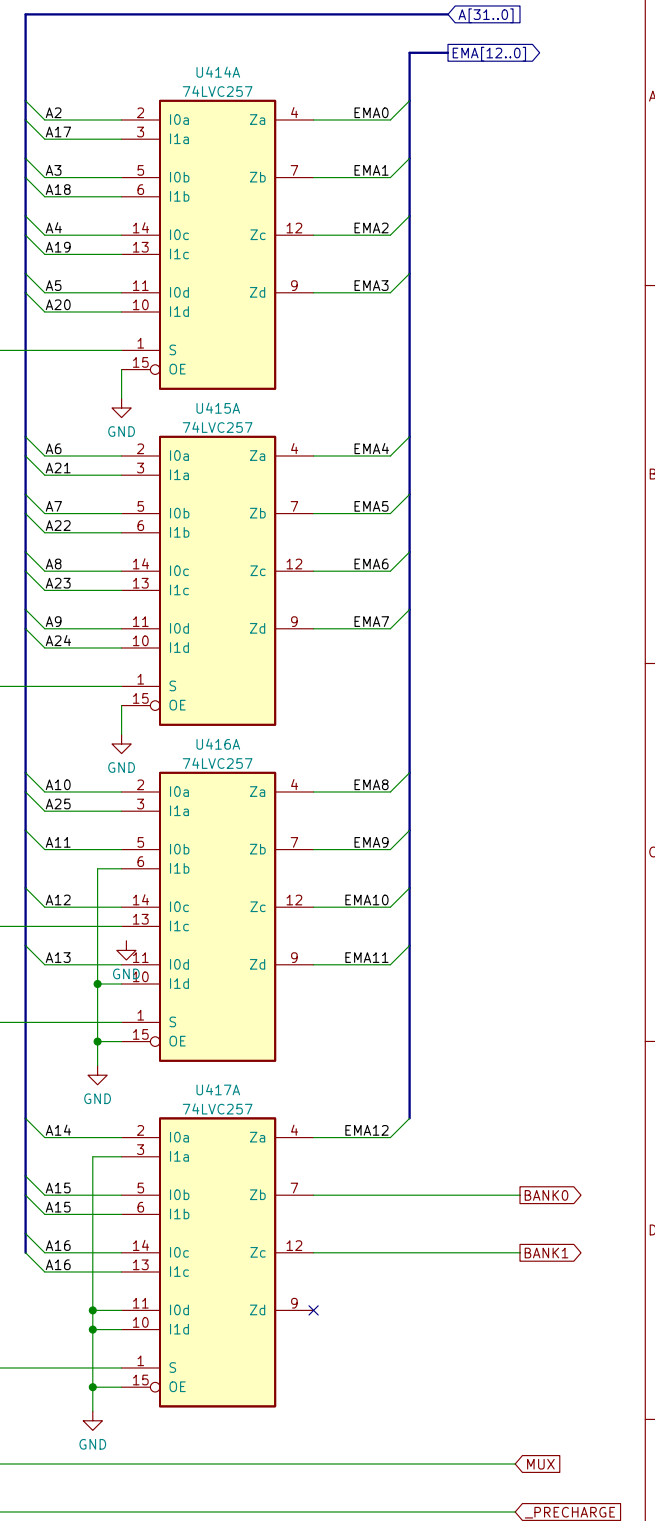 A[31..0]
EMA[12..0]
U414A
74LVC257
A2 2 I0a Za 4 EMA0
A17 3 I1a
A3 5 I0b Zb 7 EMA1
A18 6 I1b
A4 14 I0c Zc 12 EMA2
A19 13 I1c
A5 11 I0d Zd 9 EMA3
A20 10 I1d
1 S
15 OE
GND
U415A
74LVC257
A6 2 I0a Za 4 EMA4
A21 3 I1a
A7 5 I0b Zb 7 EMA5
A22 6 I1b
A8 14 I0c Zc 12 EMA6
A23 13 I1c
A9 11 I0d Zd 9 EMA7
A24 10 I1d
1 S
15 OE
GND
U416A
74LVC257
A10 2 I0a Za 4 EMA8
A25 3 I1a
A11 5 I0b Zb 7 EMA9
6 I1b
A12 14 I0c Zc 12 EMA10
13 I1c
A13 11 I0d Zd 9 EMA11
GND
10 I1d
1 S
15 OE
GND
U417A
74LVC257
A14 2 I0a Za 4 EMA12
3 I1a
A15 5 I0b Zb 7 BANK0
A15 6 I1b
A16 14 I0c Zc 12 BANK1
A16 13 I1c
11 I0d Zd 9
10 I1d
1 S
15 OE
GND
MUX
_PRECHARGE
A
B
C
D